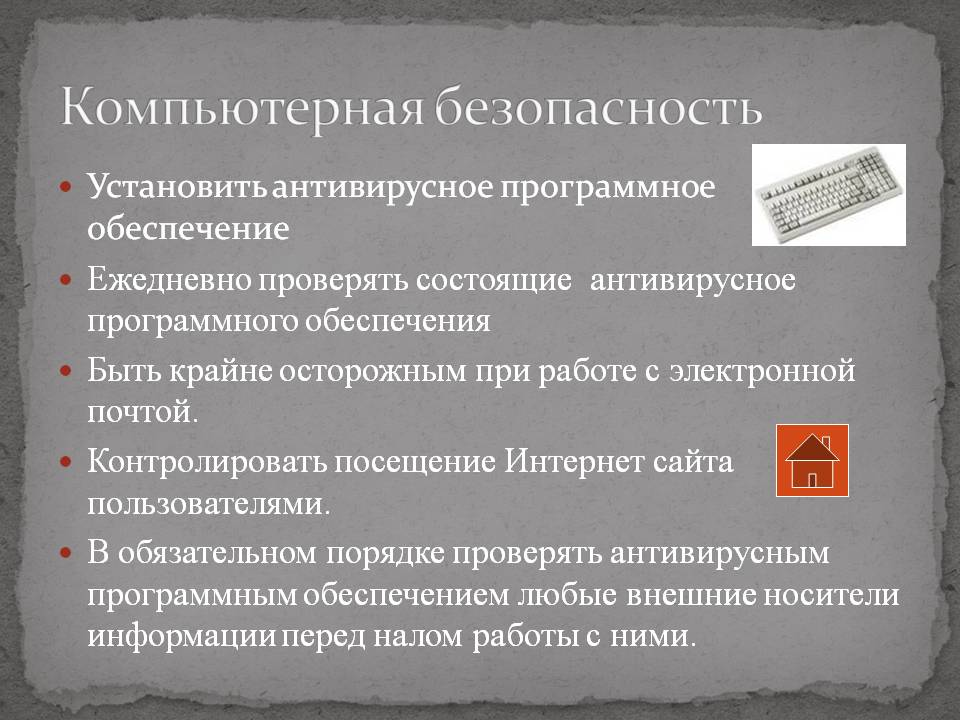 Компьютерная безопасность
Установить антивирусное программное
обеспечение
Ежедневно проверять состоящие антивирусное
программного обеспечения
Быть крайне осторожным при работе с электронной
почтой.
Контролировать посещение Интернет сайта
пользователями.
В обязательном порядке проверять антивирусным
программным обеспечением любые внешние носители
информации перед налом работы с ними.